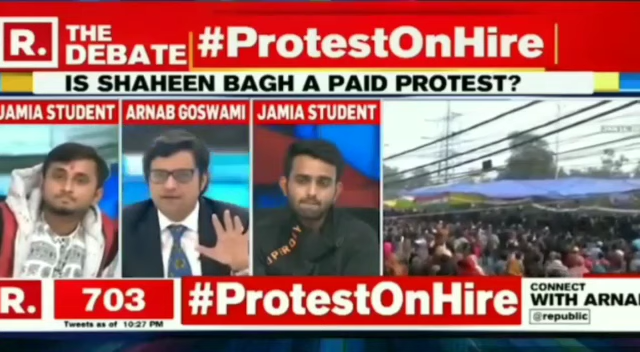 R.
THE
DEBATE
#ProtestOnHire
IS SHAHEEN BAGH A PAID PROTEST?
JAMIA STUDENT
ARNAB GOSWAMI
JAMIA STUDENT
R.
703
Tweets as of 10:27 PM
#ProtestOnHire
CONNECT
WITH ARNA
@republic